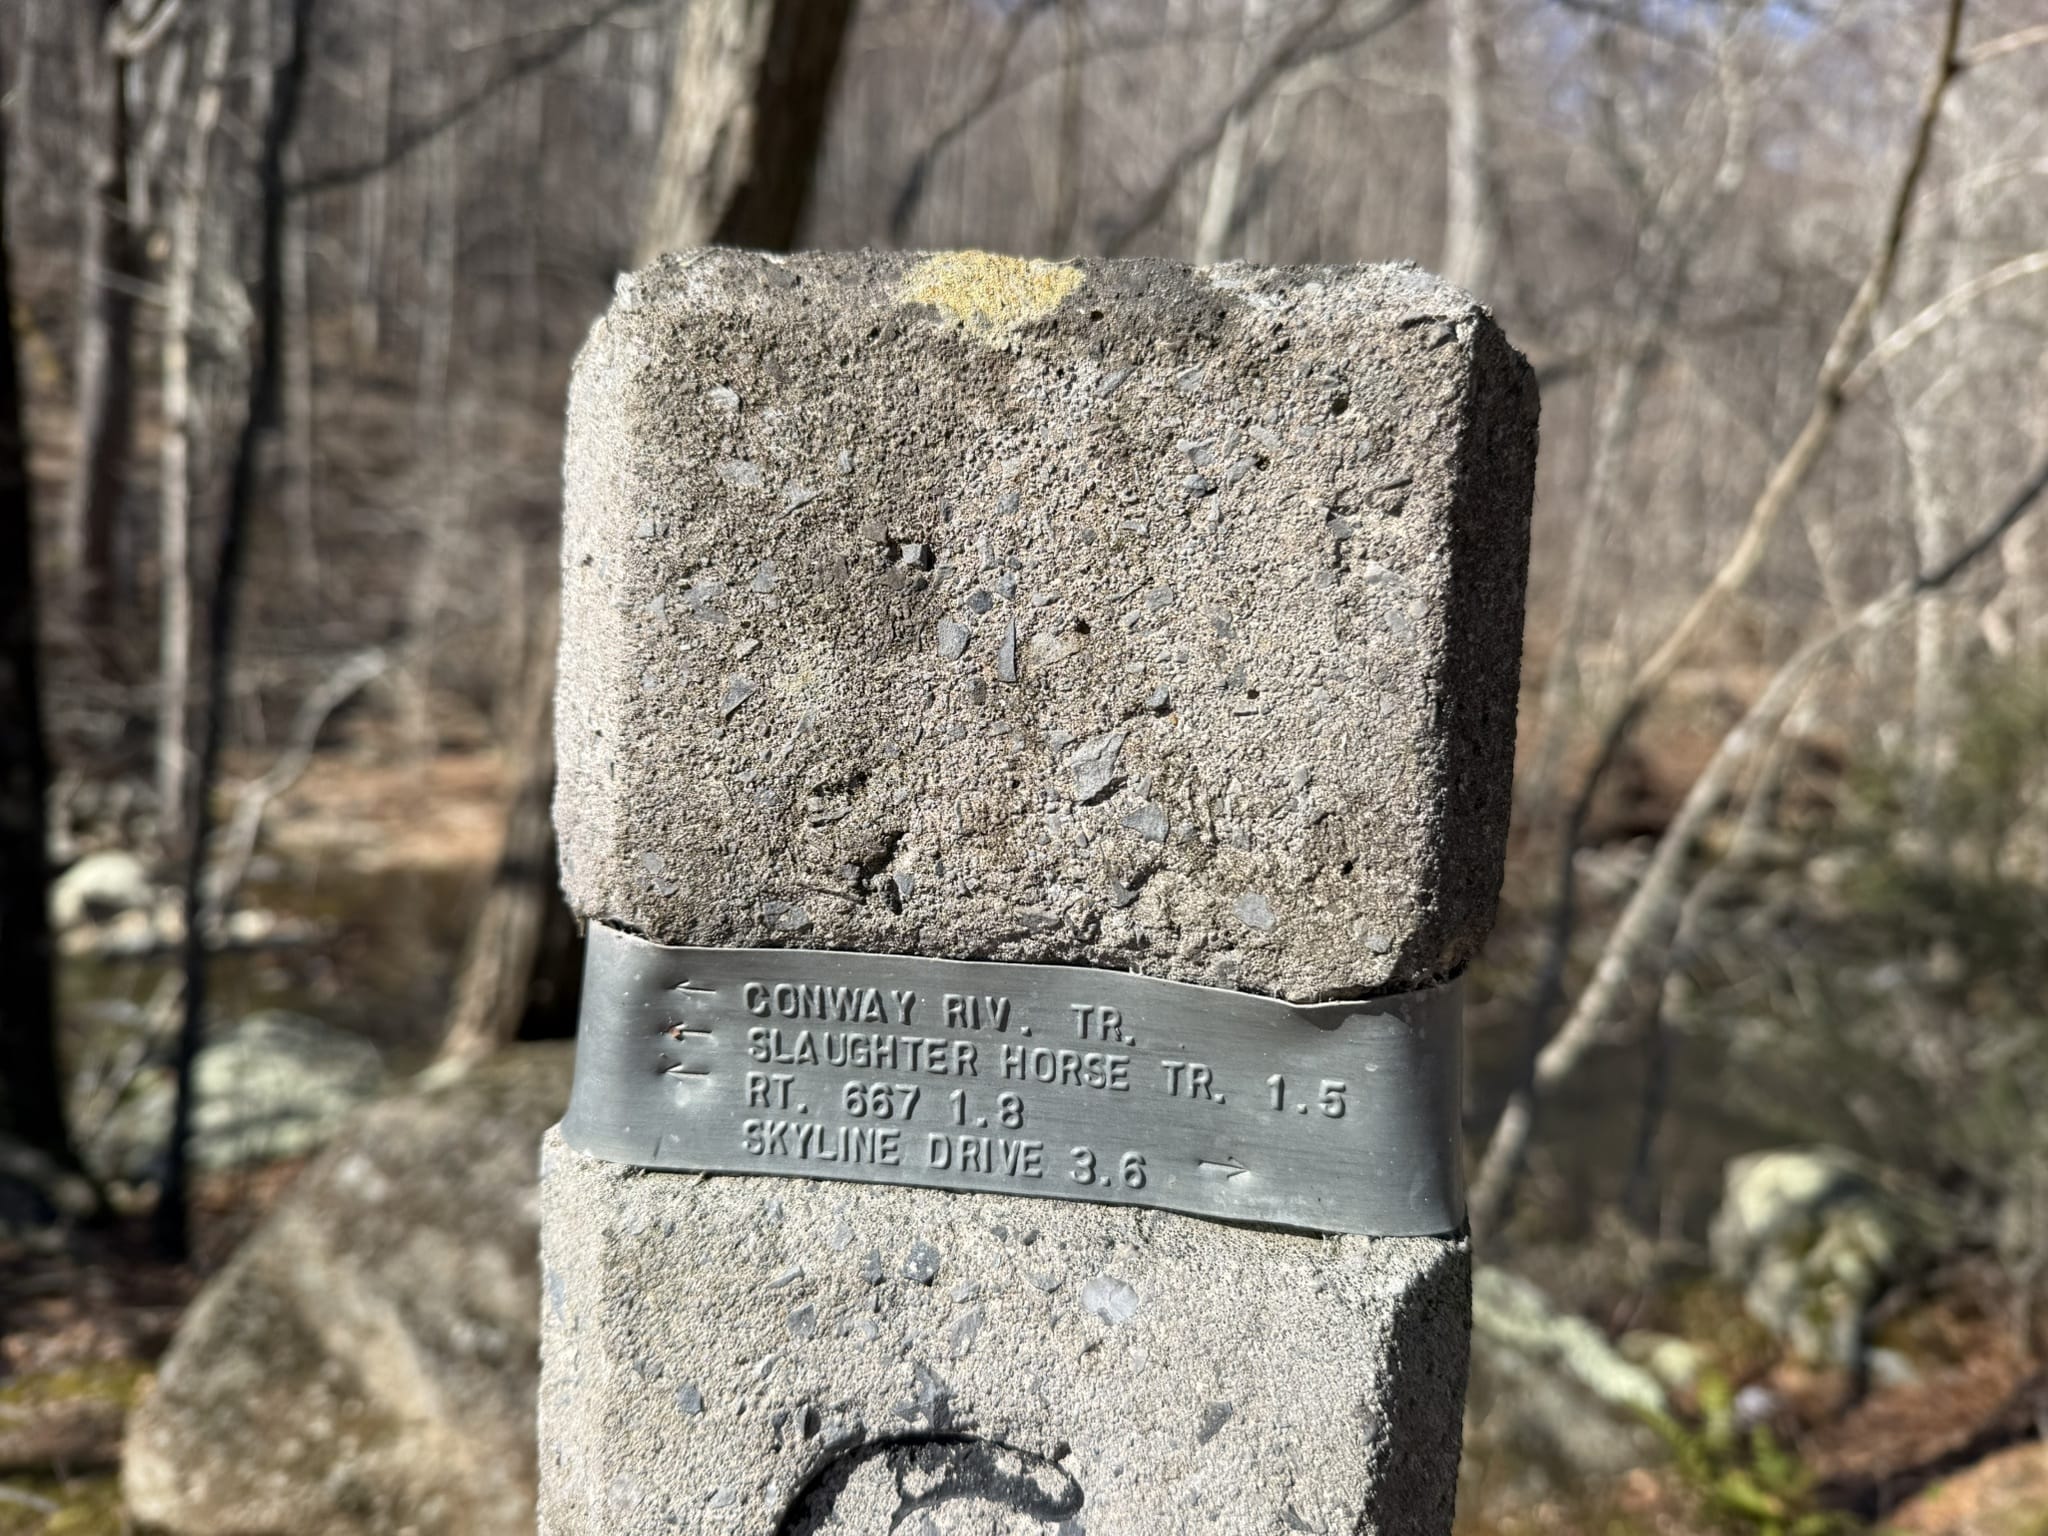 ← CONWAY RIV. TR.
← SLAUGHTER HORSE TR. 1.5
← RT. 667 1.8
SKYLINE DRIVE 3.6 →